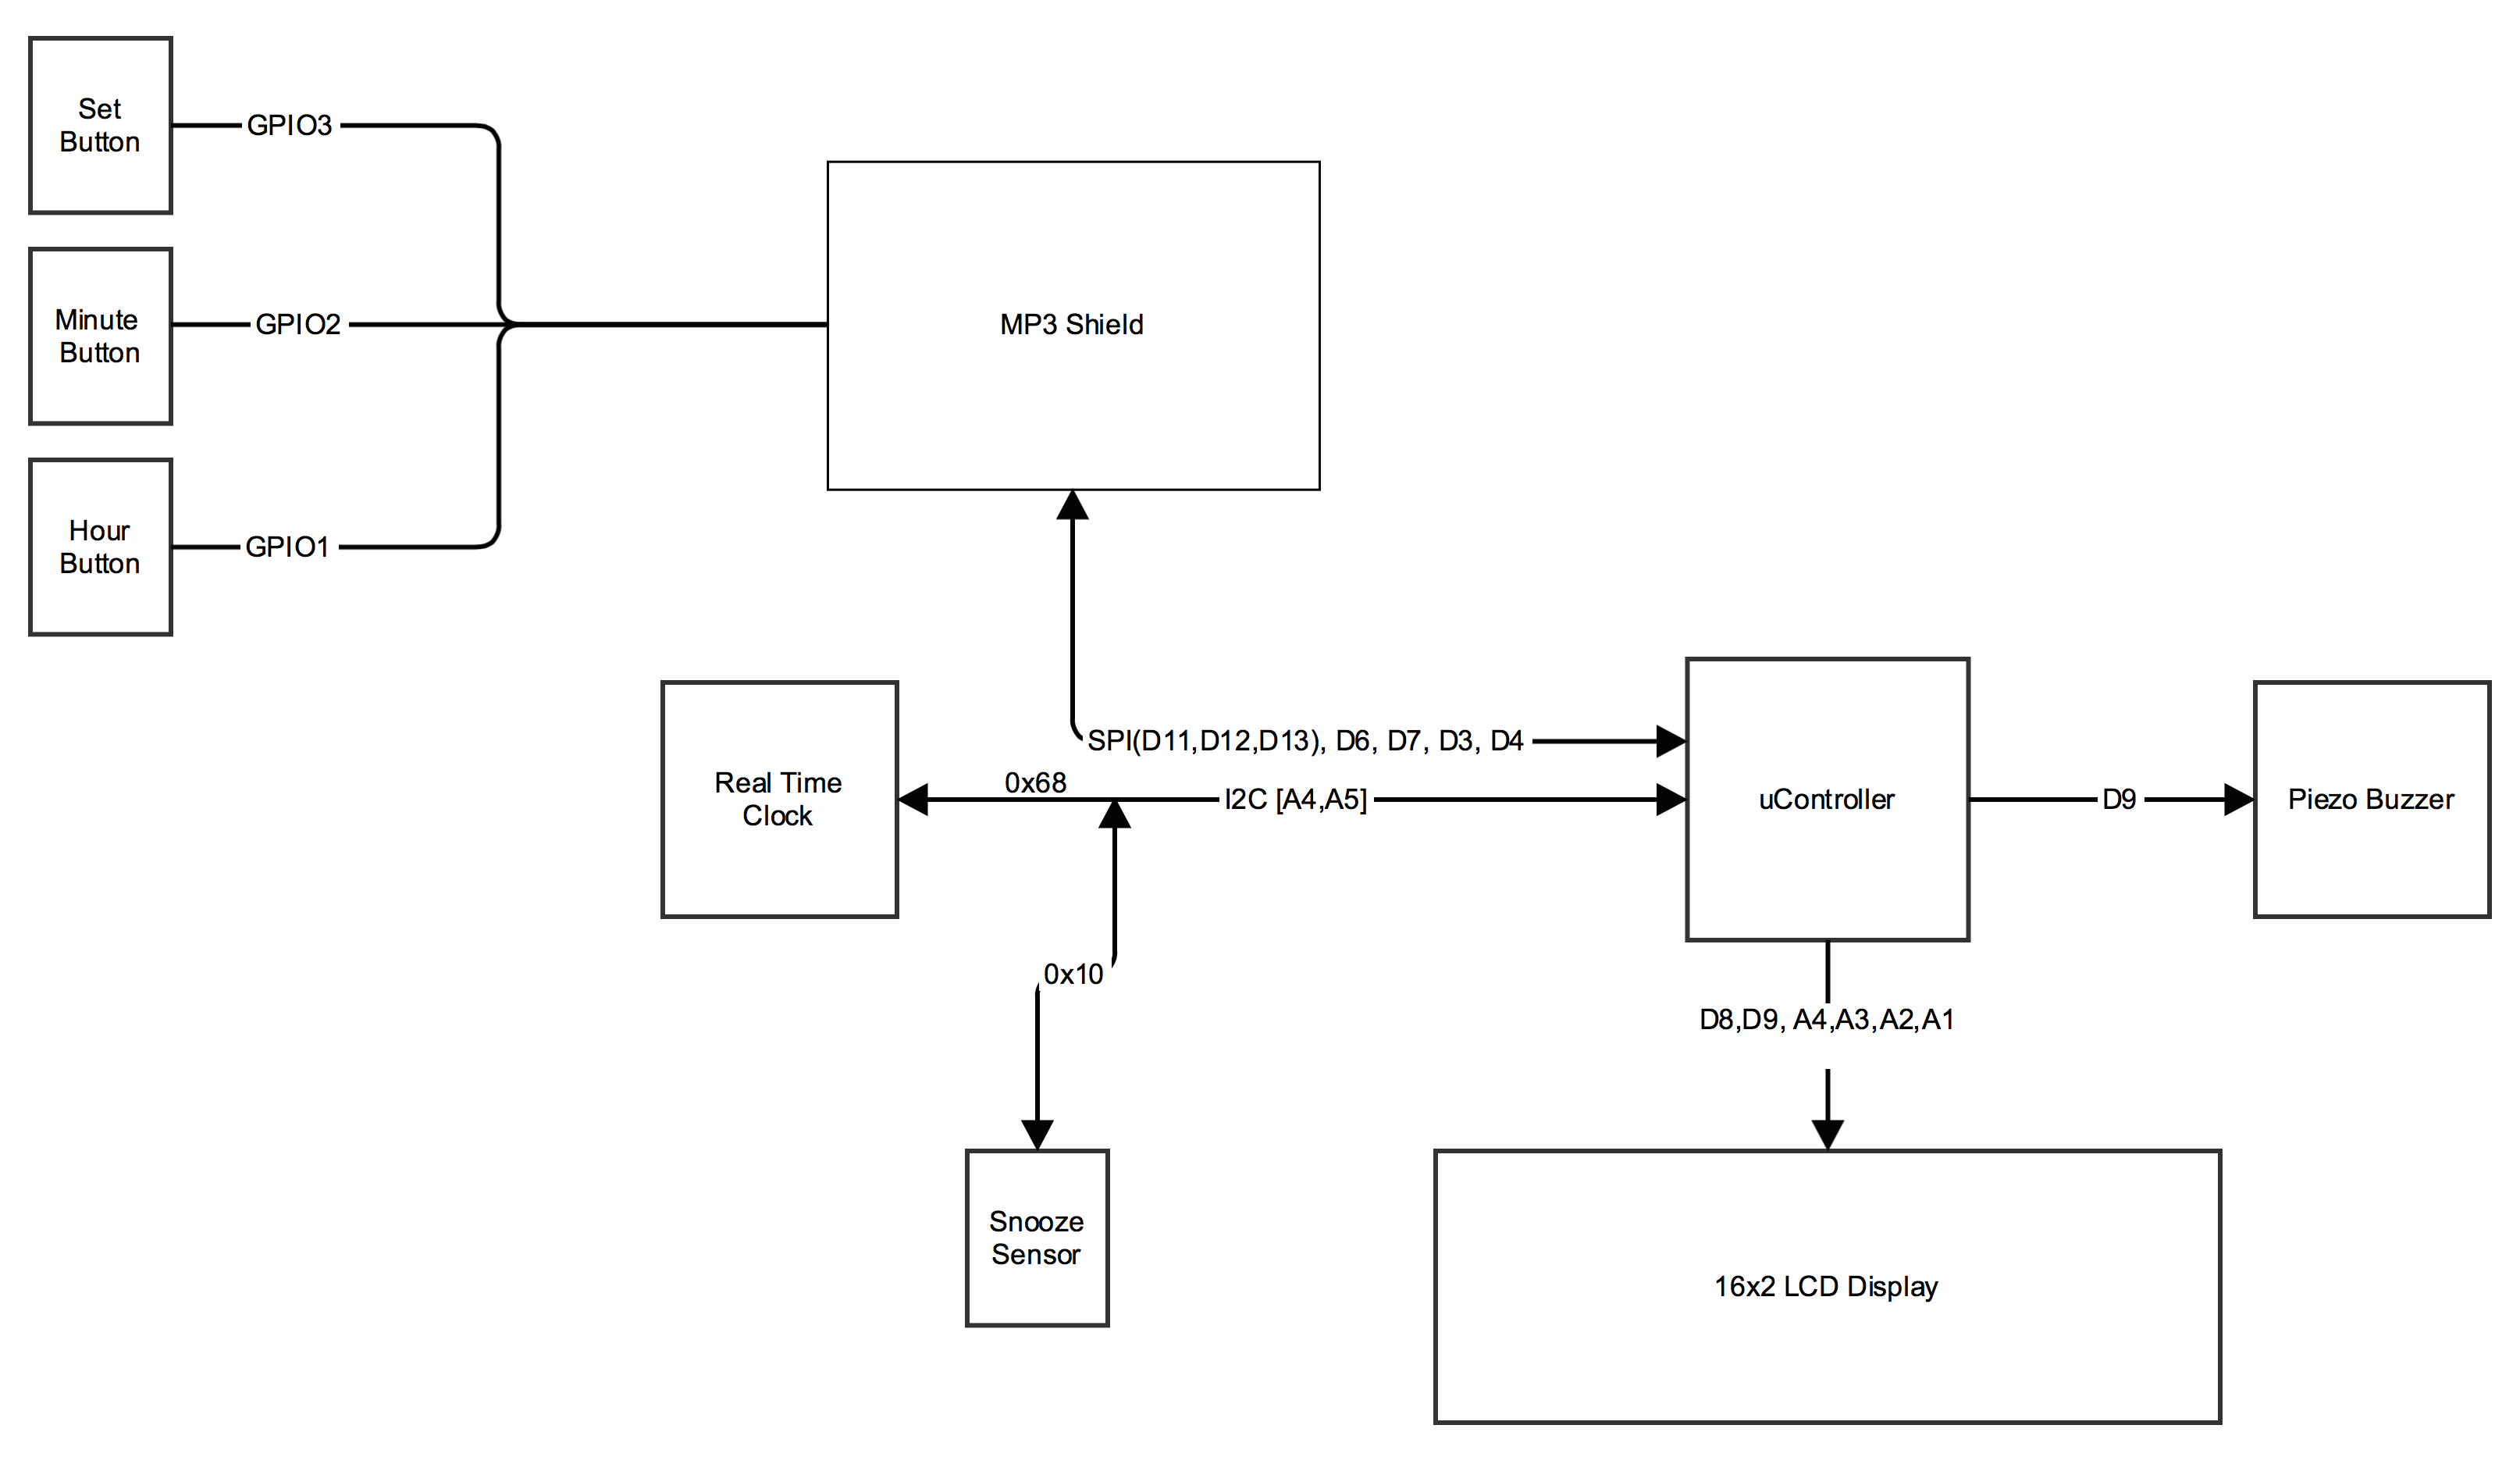 Set
Button
GPIO3
Minute
Button
GPIO2
MP3 Shield
Hour
Button
GPIO1
SPI(D11,D12,D13), D6, D7, D3, D4
Real Time
Clock
0x68
I2C [A4,A5]
uController
D9
Piezo Buzzer
0x10
D8,D9, A4,A3,A2,A1
Snooze
Sensor
16x2 LCD Display